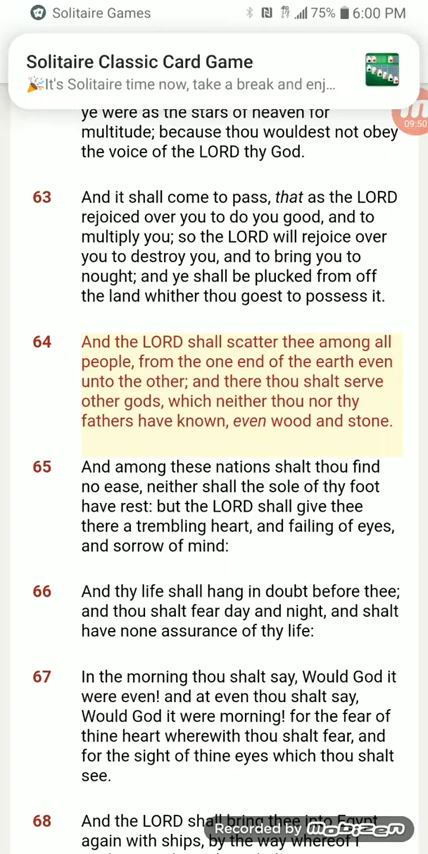 Solitaire Games
75% 6:00 PM
Solitaire Classic Card Game
🎉It's Solitaire time now, take a break and enj...
09:50
ye were as the stars of heaven for
multitude; because thou wouldest not obey
the voice of the LORD thy God.
63 And it shall come to pass, that as the LORD
rejoiced over you to do you good, and to
multiply you; so the LORD will rejoice over
you to destroy you, and to bring you to
nought; and ye shall be plucked from off
the land whither thou goest to possess it.
64 And the LORD shall scatter thee among all
people, from the one end of the earth even
unto the other; and there thou shalt serve
other gods, which neither thou nor thy
fathers have known, even wood and stone.
65 And among these nations shalt thou find
no ease, neither shall the sole of thy foot
have rest: but the LORD shall give thee
there a trembling heart, and failing of eyes,
and sorrow of mind:
66 And thy life shall hang in doubt before thee;
and thou shalt fear day and night, and shalt
have none assurance of thy life:
67 In the morning thou shalt say, Would God it
were even! and at even thou shalt say,
Would God it were morning! for the fear of
thine heart wherewith thou shalt fear, and
for the sight of thine eyes which thou shalt
see.
68 And the LORD shall bring thee into Egypt
again with ships, by the way whereof I
Recorded by mobizen